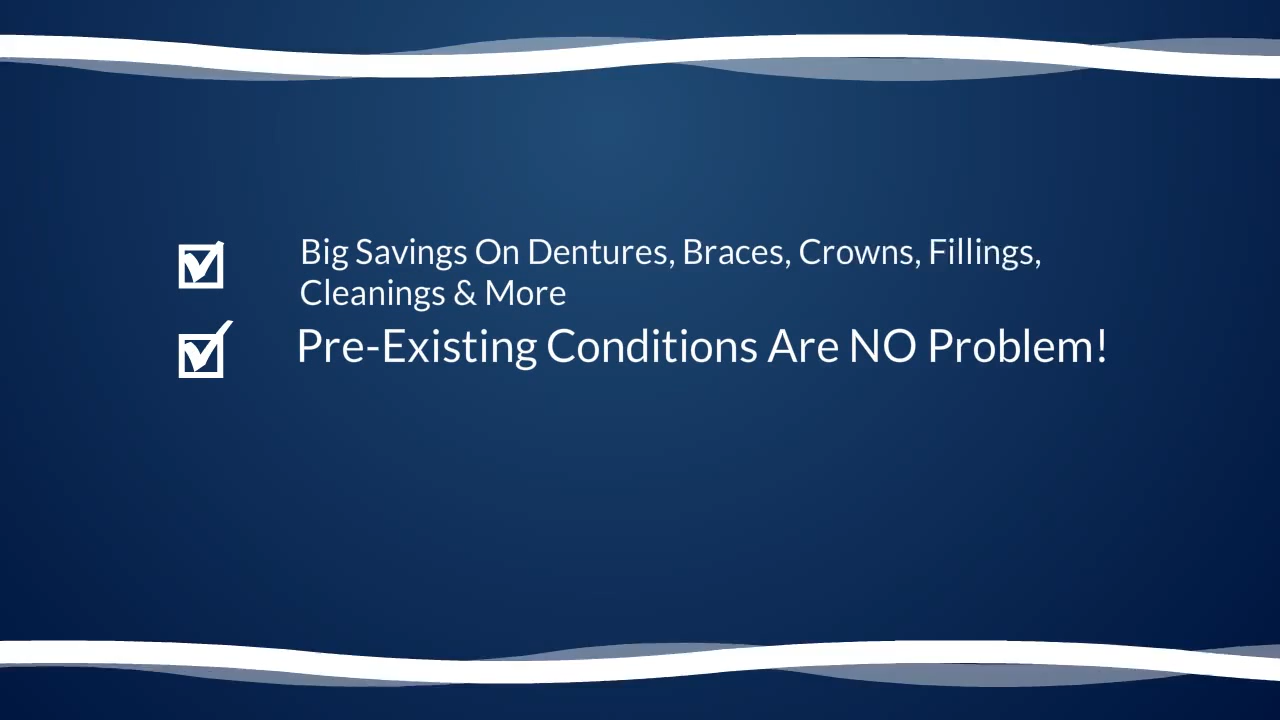 Big Savings On Dentures, Braces, Crowns, Fillings,
Cleanings & More
Pre-Existing Conditions Are NO Problem!